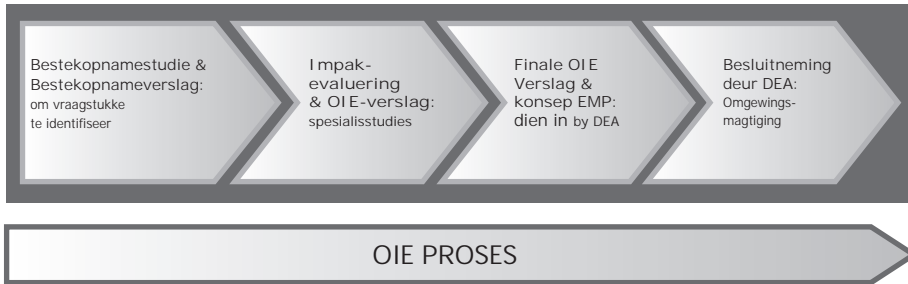 Bestekopnamestudie &
Bestekopnameverslag:
om vraagstukke
te identifiseer
Impak-
evaluering
& OIE-verslag:
spesialisstudies
Finale OIE
Verslag &
konsep EMP:
dien in by DEA
Besluitneming
deur DEA:
Omgewings-
magtiging
OIE PROSES